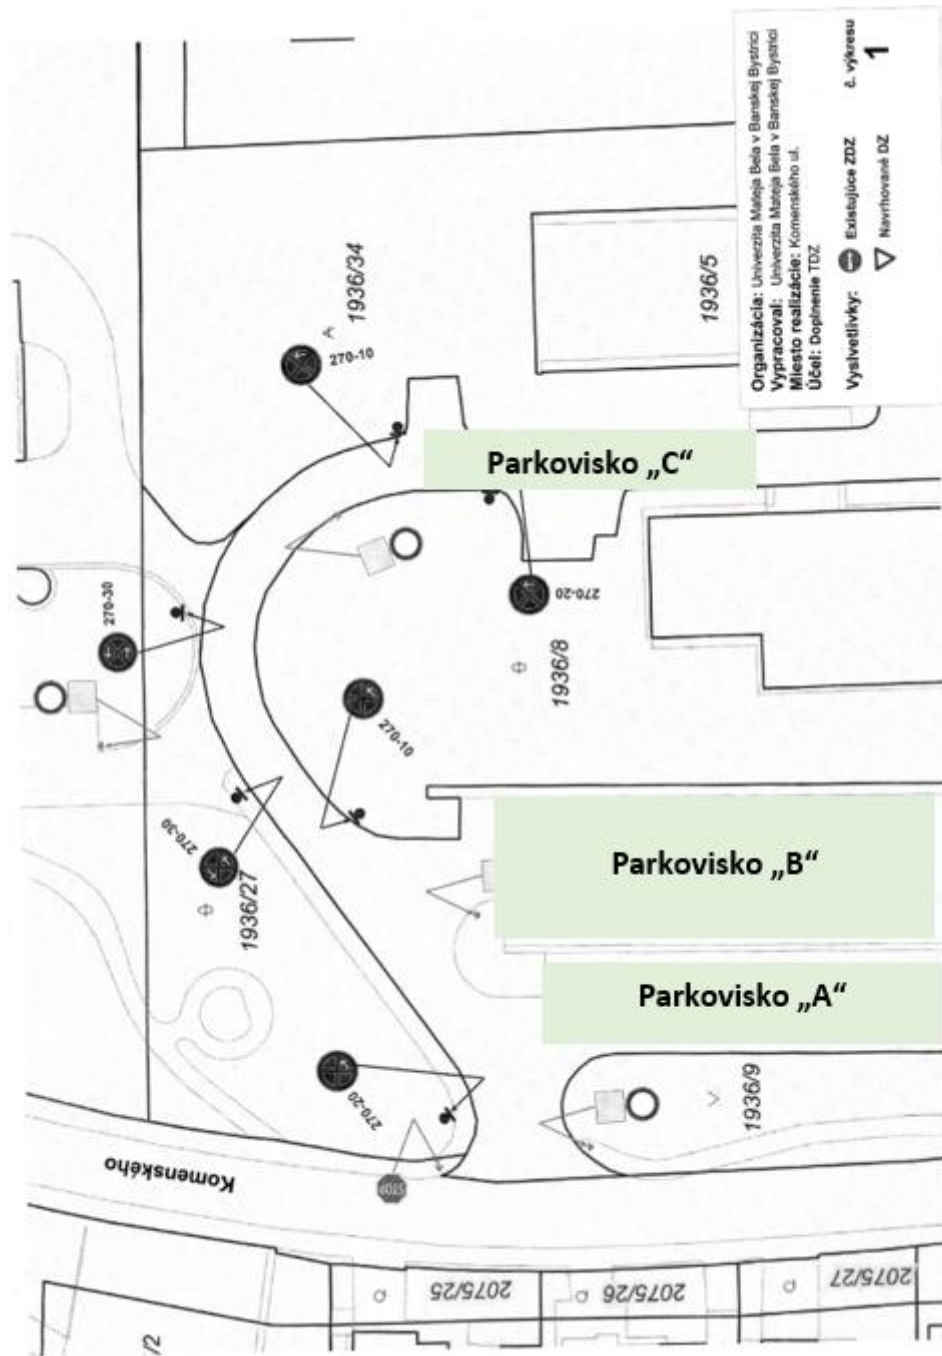 Organizácia: Univerzita Mateja Bela v Banskej Bystrici
Vypracoval: Univerzita Mateja Bela v Banskej Bystrici
Miesto realizácie: Komenského ul.
Účel: Doplnenie TDZ
Vysvetlivky:
Existujúce ZDZ
Navrhované DZ
č. výkresu
1
1936/34
270-10
1936/5
Parkovisko „C“
270-30
270-20
1936/8
270-10
270-30
1936/27
Parkovisko „B“
Parkovisko „A“
270-20
1936/9
Komenského
STOP
2075/25
2075/26
2075/27
/2